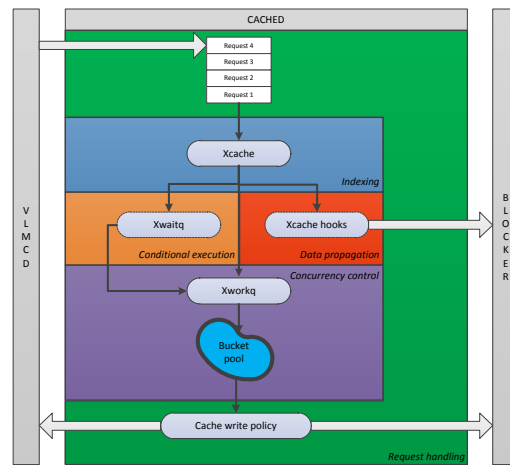 CACHED
Request 4
Request 3
Request 2
Request 1
Xcache
Indexing
V
L
M
C
D
B
L
O
C
K
E
R
Xwaitq
Xcache hooks
Conditional execution
Data propagation
Concurrency control
Xworkq
Bucket
pool
Cache write policy
Request handling